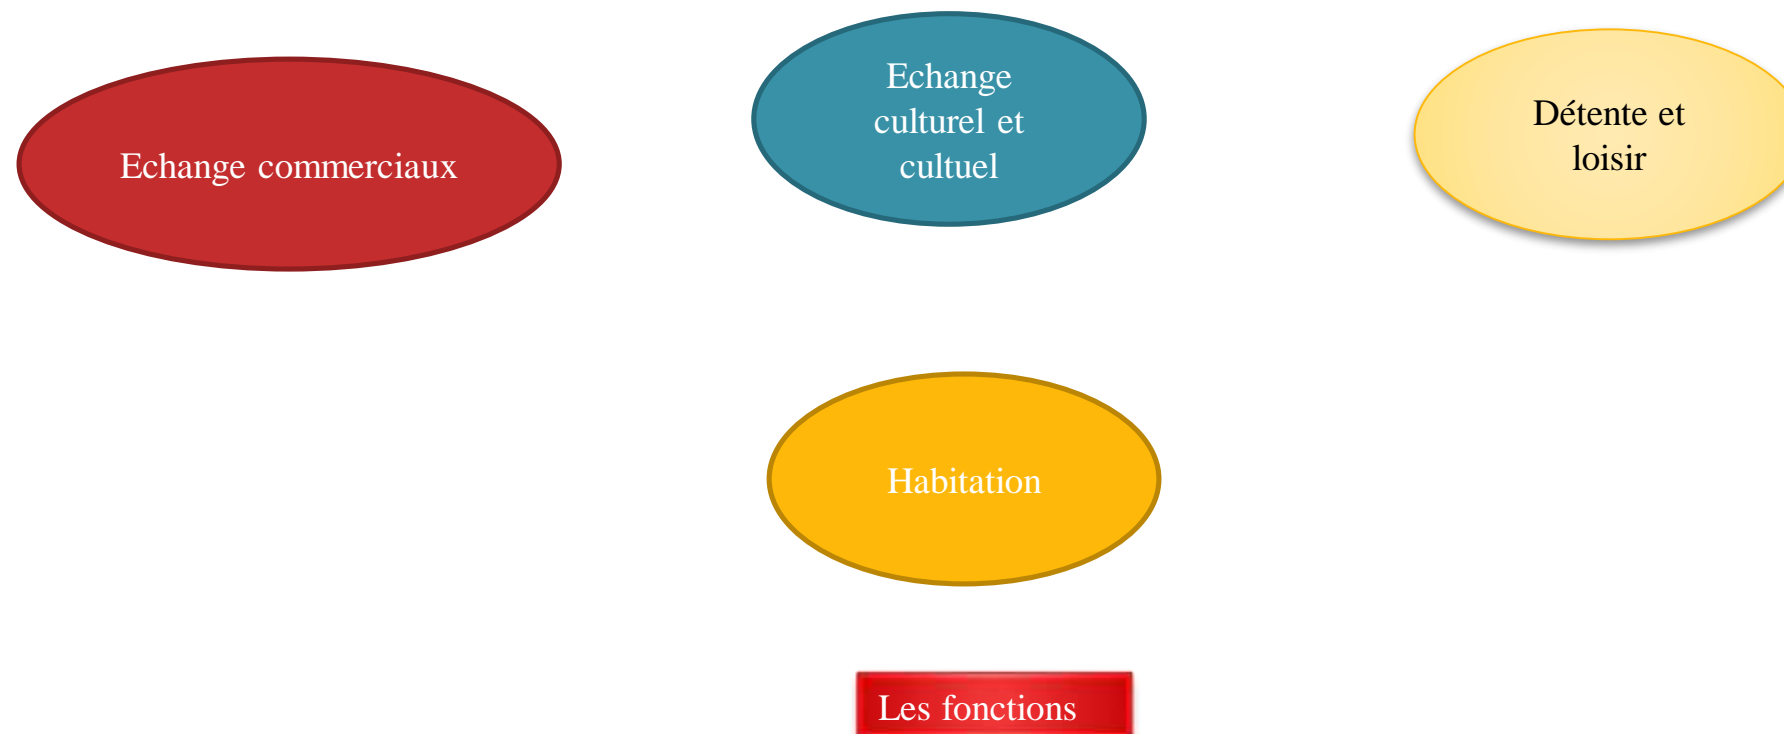 Echange commerciaux
Echange
culturel et
cultuel
Détente et
loisir
Habitation
Les fonctions